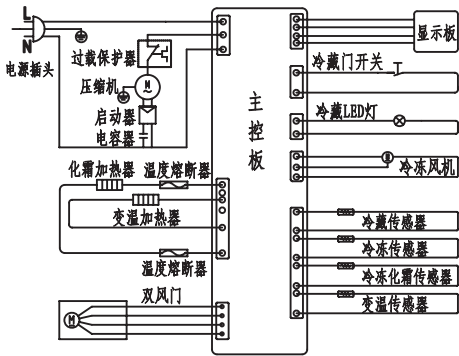 L
N
电源插头
过载保护器
压缩机
M
~
启动器
电容器
化霜加热器
温度熔断器
变温加热器
温度熔断器
双风门
M
主控板
显示板
冷藏门开关
冷藏LED灯
冷冻风机
冷藏传感器
冷冻传感器
冷冻化霜传感器
变温传感器